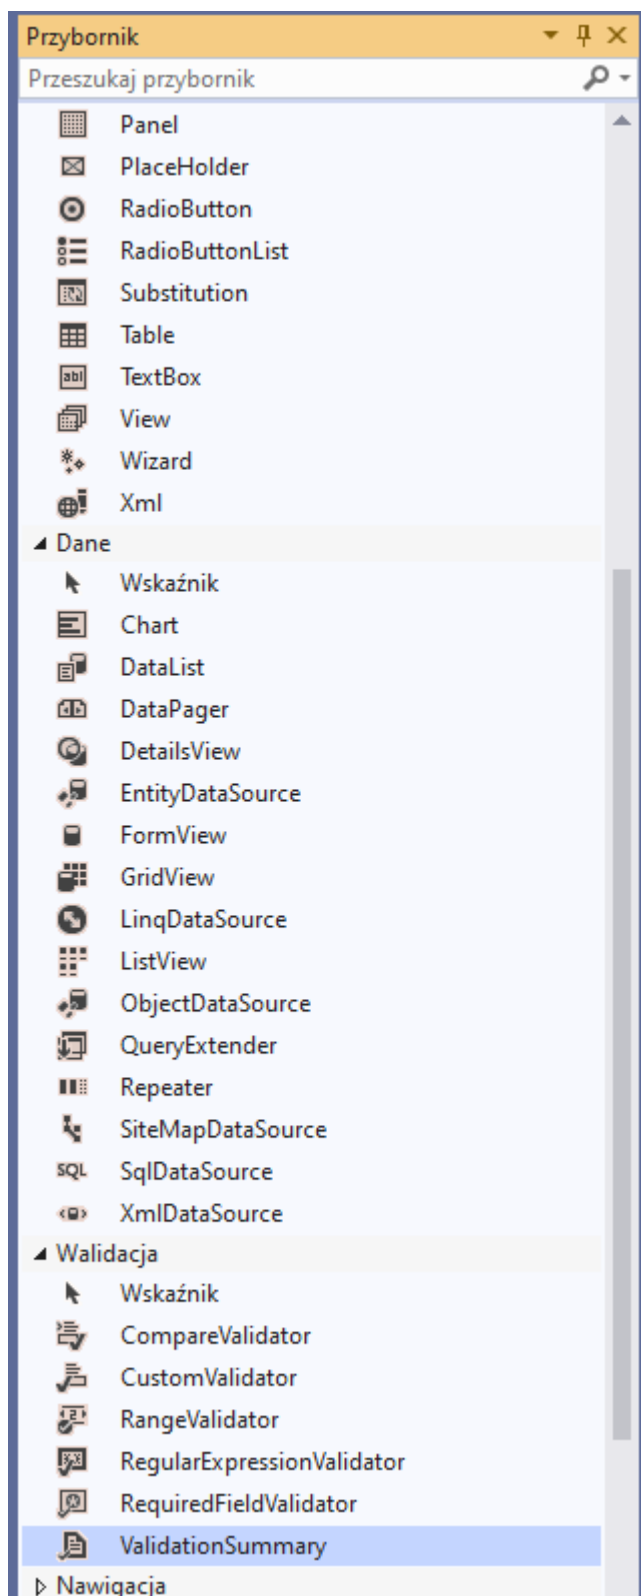 Przybornik
Przeszukaj przybornik
Panel
PlaceHolder
RadioButton
RadioButtonList
Substitution
Table
abl TextBox
View
Wizard
Xml
Dane
Wskaźnik
Chart
DataList
DataPager
DetailsView
EntityDataSource
FormView
GridView
LinqDataSource
ListView
ObjectDataSource
QueryExtender
Repeater
SiteMapDataSource
SQL SqlDataSource
XmlDataSource
Walidacja
Wskaźnik
CompareValidator
CustomValidator
RangeValidator
RegularExpressionValidator
RequiredFieldValidator
ValidationSummary
Nawigacja